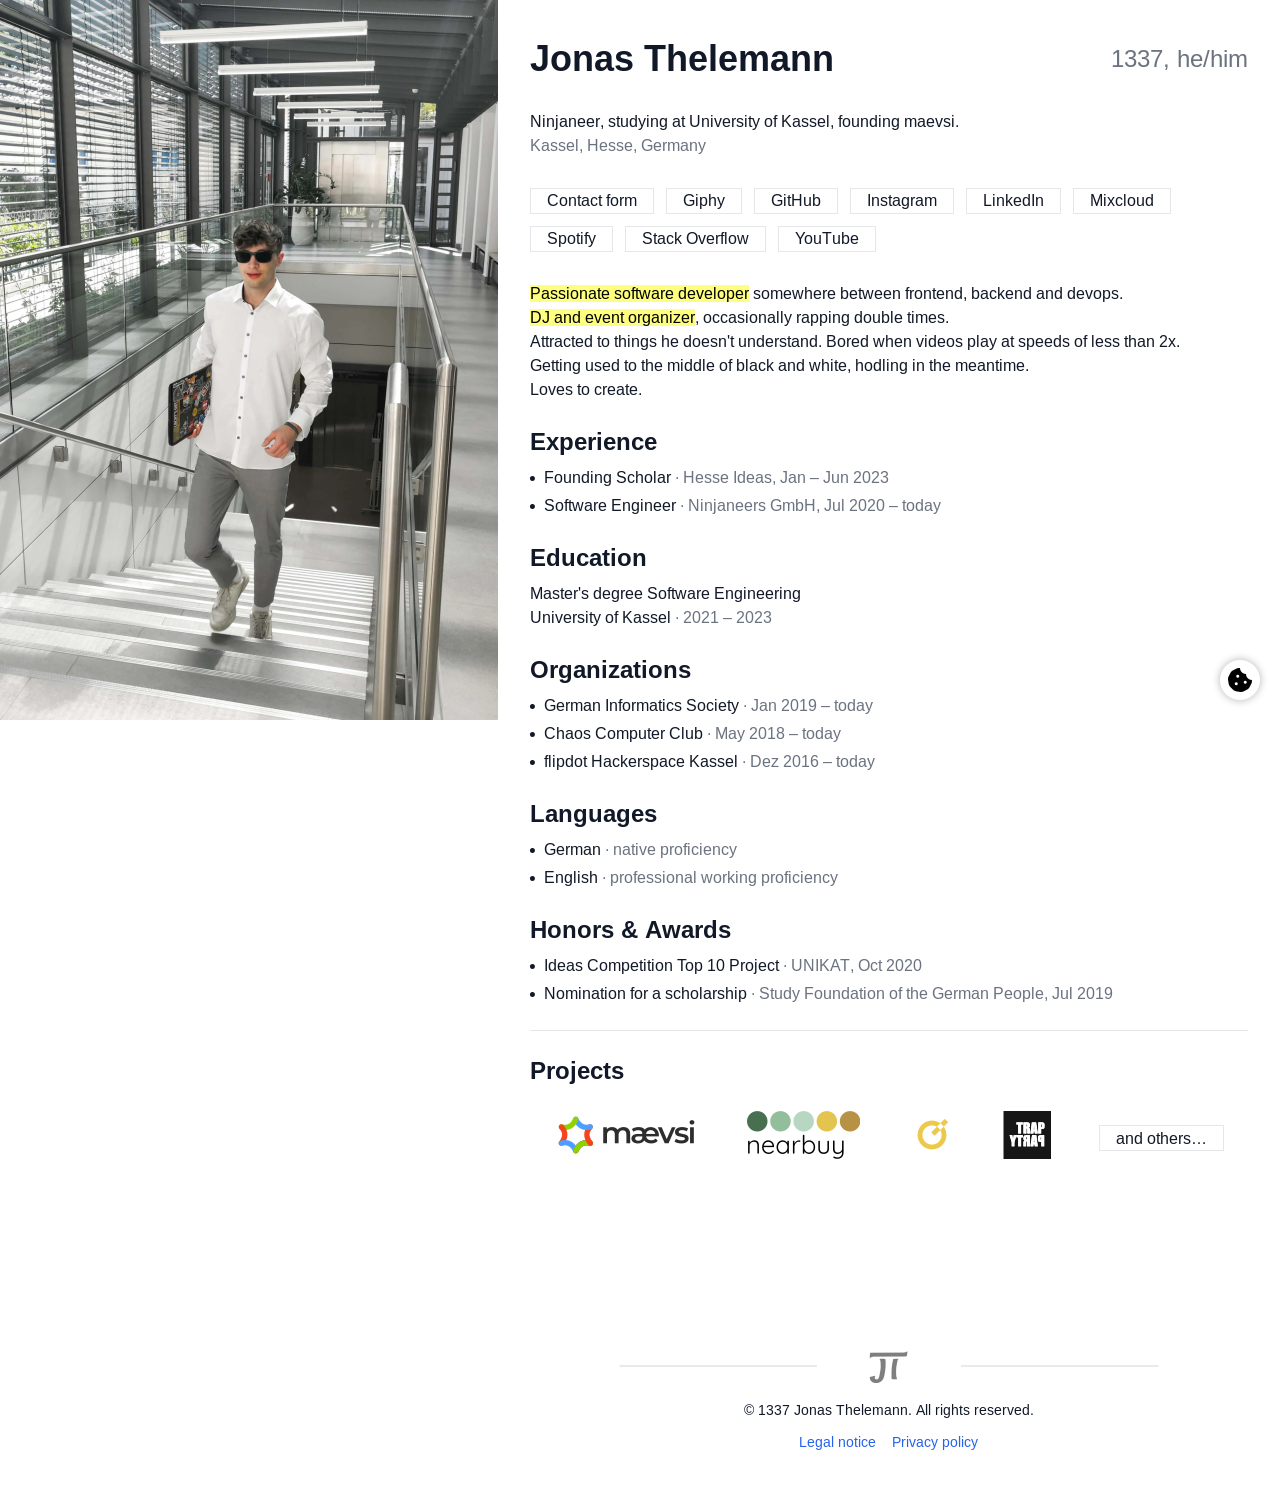 Jonas Thelemann
1337, he/him
Ninjaneer, studying at University of Kassel, founding maevsi.
Kassel, Hesse, Germany
Contact form
Giphy
GitHub
Instagram
LinkedIn
Mixcloud
Spotify
Stack Overflow
YouTube
Passionate software developer somewhere between frontend, backend and devops.
DJ and event organizer, occasionally rapping double times.
Attracted to things he doesn't understand. Bored when videos play at speeds of less than 2x.
Getting used to the middle of black and white, hodling in the meantime.
Loves to create.
Experience
• Founding Scholar · Hesse Ideas, Jan – Jun 2023
• Software Engineer · Ninjaneers GmbH, Jul 2020 – today
Education
Master's degree Software Engineering
University of Kassel · 2021 – 2023
Organizations
• German Informatics Society · Jan 2019 – today
• Chaos Computer Club · May 2018 – today
• flipdot Hackerspace Kassel · Dez 2016 – today
Languages
• German · native proficiency
• English · professional working proficiency
Honors & Awards
• Ideas Competition Top 10 Project · UNIKAT, Oct 2020
• Nomination for a scholarship · Study Foundation of the German People, Jul 2019
Projects
mævsi
nearbuy
TRAP
PARTY
and others…
JT
© 1337 Jonas Thelemann. All rights reserved.
Legal notice Privacy policy